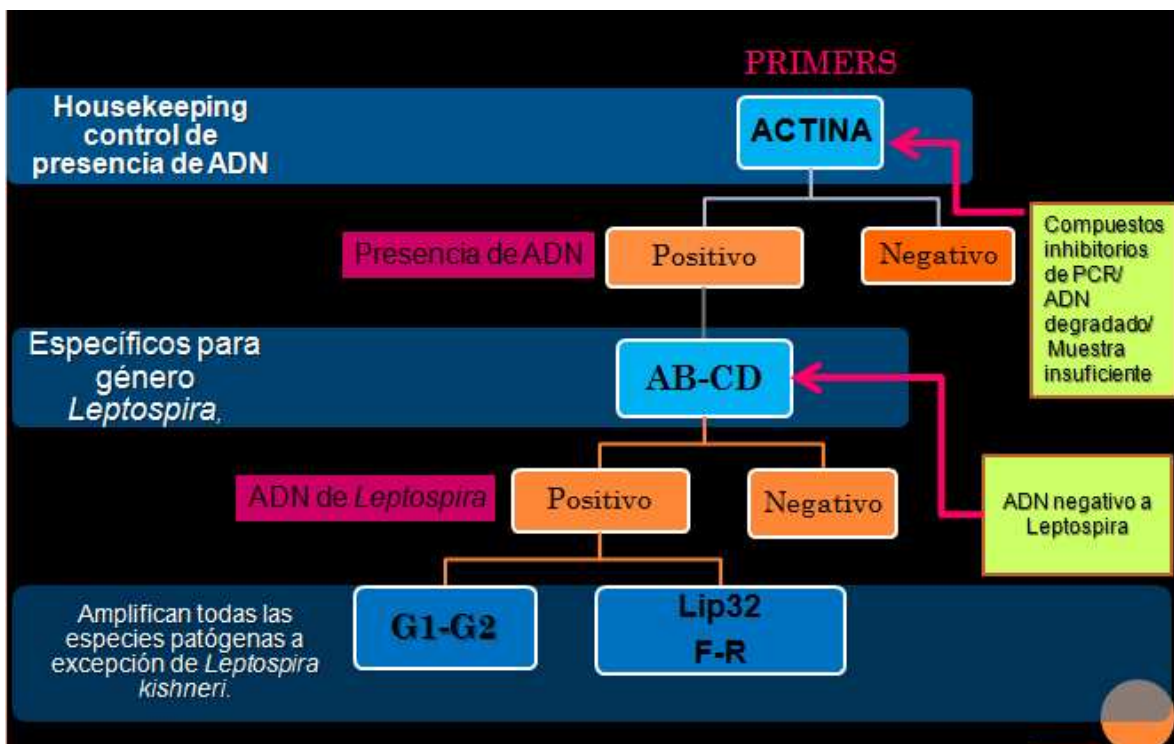 PRIMERS
Housekeeping
control de
presencia de ADN
ACTINA
Compuestos
inhibitorios
de PCR/
ADN
degradado/
Muestra
insuficiente
Presencia de ADN
Positivo
Negativo
Específicos para
género
Leptospira,
AB-CD
ADN de Leptospira
Positivo
Negativo
ADN negativo a
Leptospira
Amplifican todas las
especies patógenas a
excepción de Leptospira
kishneri.
G1-G2
Lip32
F-R